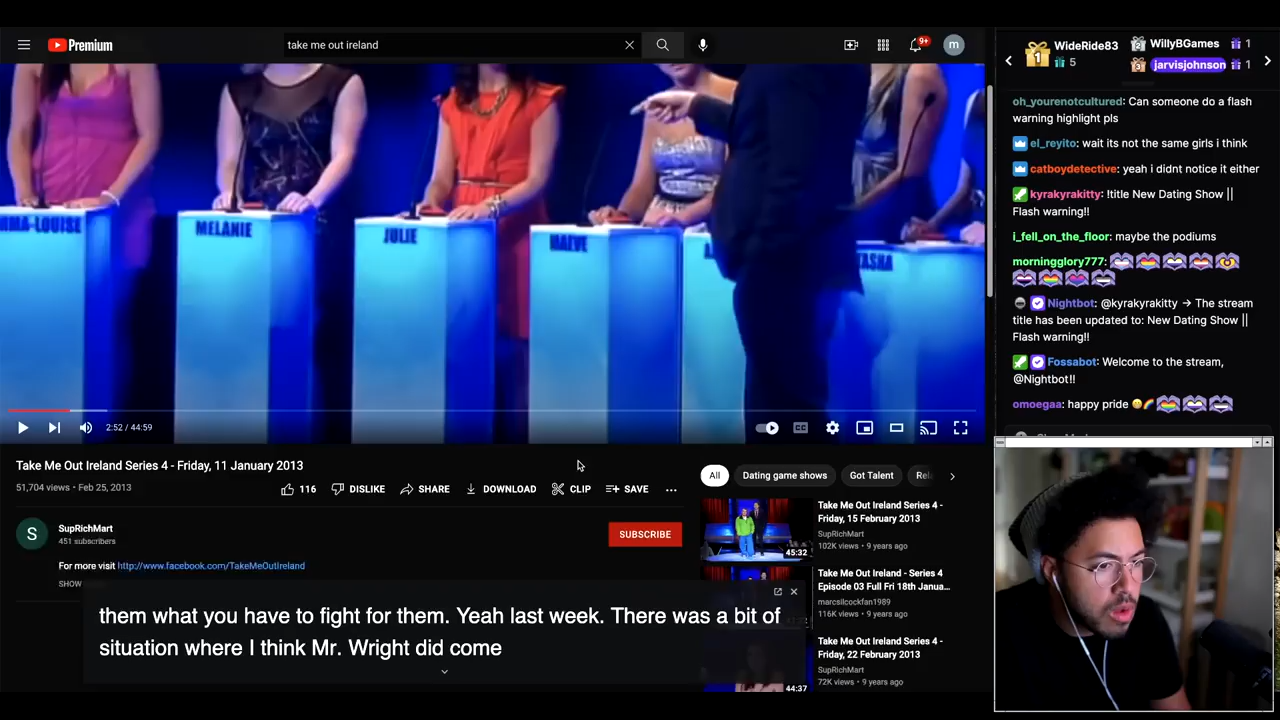 Premium
take me out ireland
9+
m
MMA-LOUISE
MELANIE
JULIE
MAEVE
TASHA
2:52 / 44:59
Take Me Out Ireland Series 4 - Friday, 11 January 2013
51,704 views • Feb 25, 2013
116
DISLIKE
SHARE
DOWNLOAD
CLIP
SAVE
S
SupRichMart
451 subscribers
SUBSCRIBE
For more visit http://www.facebook.com/TakeMeOutIreland
SHOW
them what you have to fight for them. Yeah last week. There was a bit of
situation where I think Mr. Wright did come
All
Dating game shows
Got Talent
Rel
Take Me Out Ireland Series 4 -
Friday, 15 February 2013
SupRichMart
102K views • 9 years ago
45:32
Take Me Out Ireland - Series 4
Episode 03 Full Fri 18th Janua...
marcsilcockfan1989
116K views • 9 years ago
Take Me Out Ireland Series 4 -
Friday, 22 February 2013
SupRichMart
72K views • 9 years ago
44:37
1
WideRide83
5
2
WillyBGames
1
3
jarvisjohnson
1
oh_yourenotcultured: Can someone do a flash
warning highlight pls
el_reyito: wait its not the same girls i think
catboydetective: yeah i didnt notice it either
kyrakyrakitty: !title New Dating Show ||
Flash warning!!
i_fell_on_the_floor: maybe the podiums
morningglory777:
Nightbot: @kyrakyrakitty → The stream
title has been updated to: New Dating Show ||
Flash warning!!
Fossabot: Welcome to the stream,
@Nightbot!!
omoegaa: happy pride